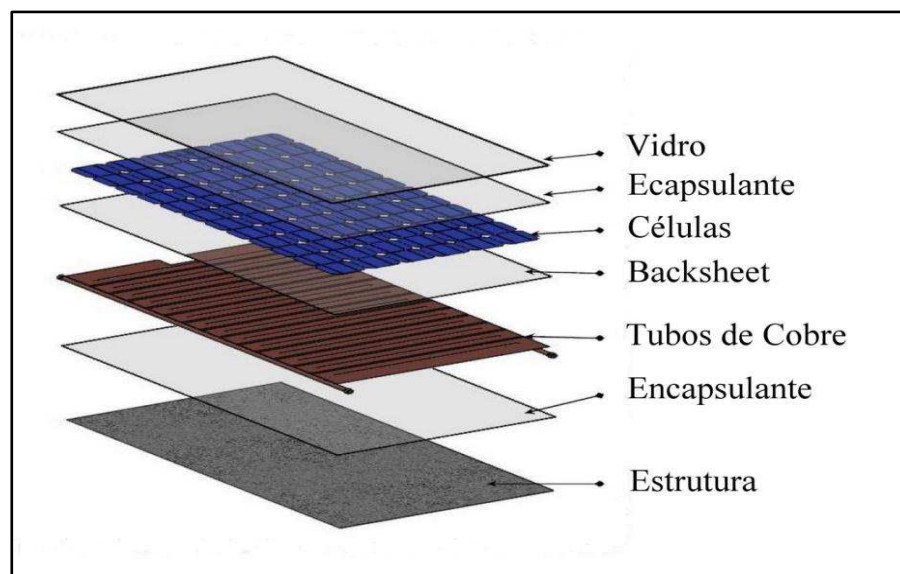 Vidro
Ecapsulante
Células
Backsheet
Tubos de Cobre
Encapsulante
Estrutura